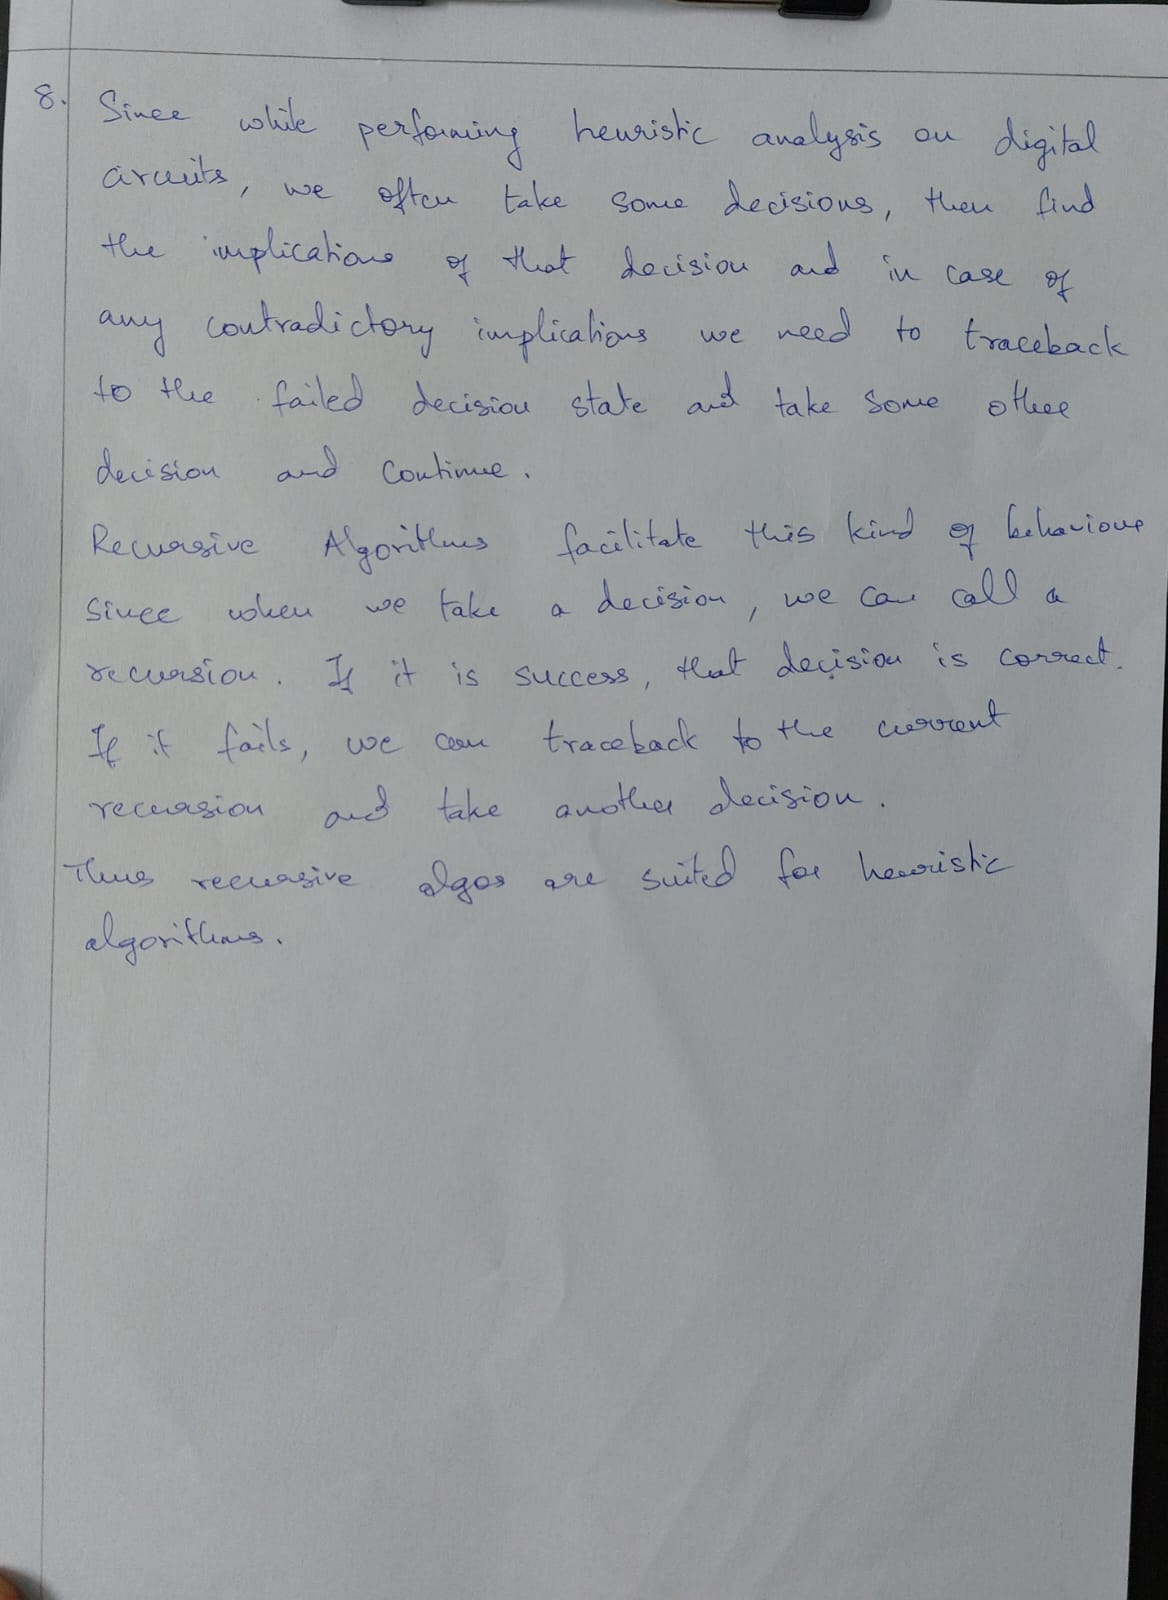 8. Since while performing heuristic analysis on digital
circuits, we often take some decisions, then find
the implications of that decision and in case of
any contradictory implications we need to traceback
to the failed decision state and take some other
decision and continue.
Recursive Algorithms facilitate this kind of behaviour
since when we take a decision, we can call a
recursion. If it is success, that decision is correct.
If it fails, we can traceback to the current
recursion and take another decision.
Thus recursive algos are suited for heuristic
algorithms.